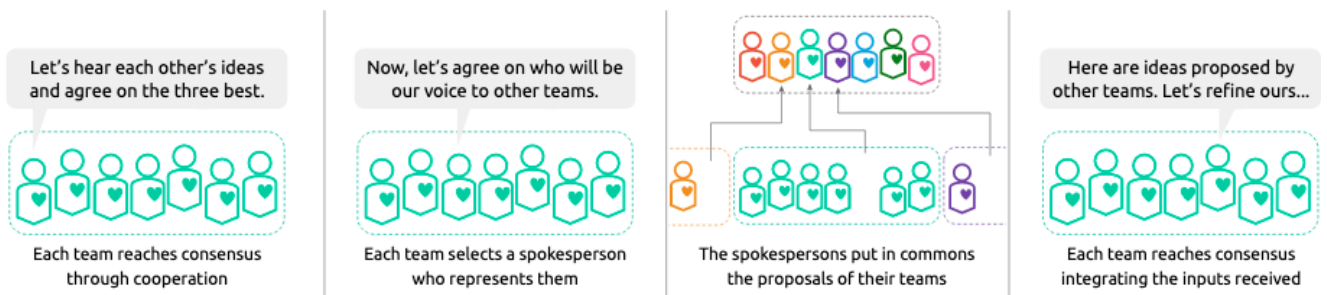 Let's hear each other's ideas
and agree on the three best.
Each team reaches consensus
through cooperation
Now, let's agree on who will be
our voice to other teams.
Each team selects a spokesperson
who represents them
The spokespersons put in commons
the proposals of their teams
Here are ideas proposed by
other teams. Let's refine ours...
Each team reaches consensus
integrating the inputs received